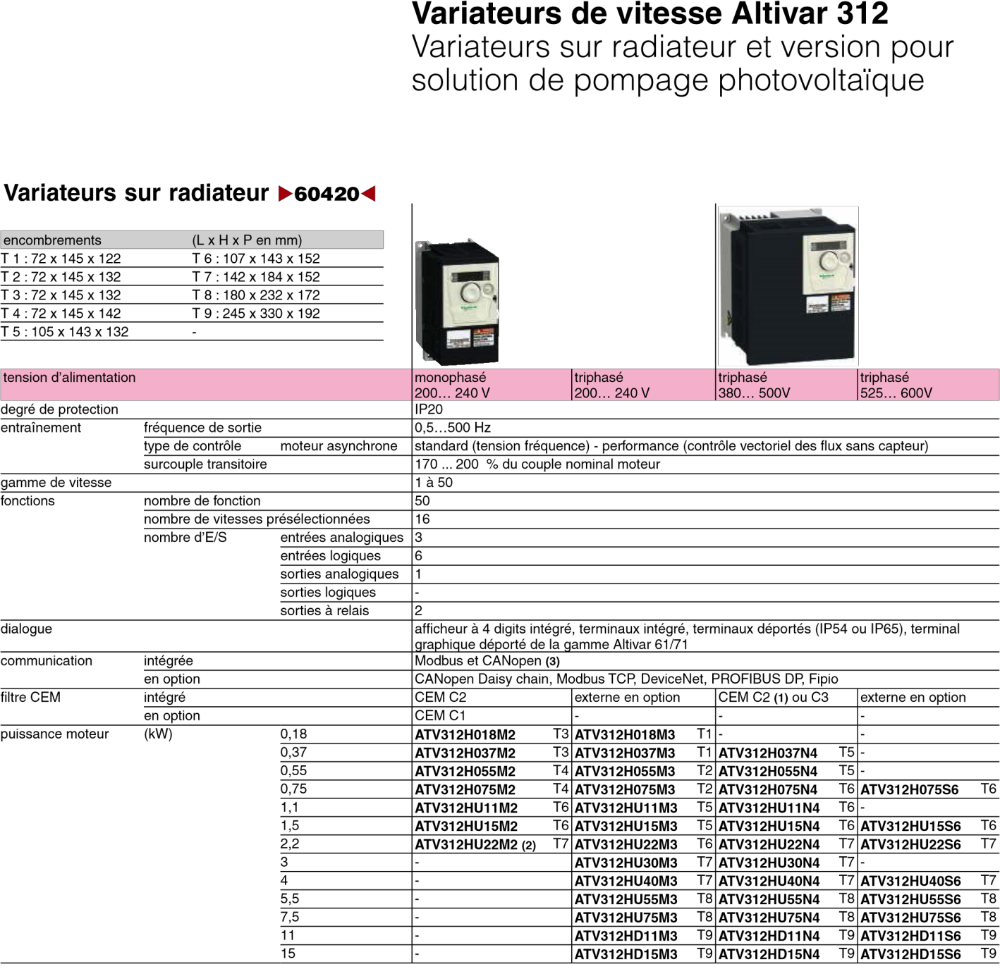 Variateurs de vitesse Altivar 312
Variateurs sur radiateur et version pour
solution de pompage photovoltaïque
Variateurs sur radiateur ▶60420◀
encombrements (L x H x P en mm)
T 1 : 72 x 145 x 122 T 6 : 107 x 143 x 152
T 2 : 72 x 145 x 132 T 7 : 142 x 184 x 152
T 3 : 72 x 145 x 132 T 8 : 180 x 232 x 172
T 4 : 72 x 145 x 142 T 9 : 245 x 330 x 192
T 5 : 105 x 143 x 132 -
tension d'alimentation monophasé triphasé triphasé triphasé
200… 240 V 200… 240 V 380… 500V 525… 600V
degré de protection IP20
entraînement fréquence de sortie 0,5…500 Hz
type de contrôle moteur asynchrone standard (tension fréquence) - performance (contrôle vectoriel des flux sans capteur)
surcouple transitoire 170 ... 200 % du couple nominal moteur
gamme de vitesse 1 à 50
fonctions nombre de fonction 50
nombre de vitesses présélectionnées 16
nombre d'E/S entrées analogiques 3
entrées logiques 6
sorties analogiques 1
sorties logiques -
sorties à relais 2
dialogue afficheur à 4 digits intégré, terminaux intégré, terminaux déportés (IP54 ou IP65), terminal
graphique déporté de la gamme Altivar 61/71
communication intégrée Modbus et CANopen (3)
en option CANopen Daisy chain, Modbus TCP, DeviceNet, PROFIBUS DP, Fipio
filtre CEM intégré CEM C2 externe en option CEM C2 (1) ou C3 externe en option
en option CEM C1 - - -
puissance moteur (kW) 0,18 ATV312H018M2 T3 ATV312H018M3 T1 - -
0,37 ATV312H037M2 T3 ATV312H037M3 T1 ATV312H037N4 T5 -
0,55 ATV312H055M2 T4 ATV312H055M3 T2 ATV312H055N4 T5 -
0,75 ATV312H075M2 T4 ATV312H075M3 T2 ATV312H075N4 T6 ATV312H075S6 T6
1,1 ATV312HU11M2 T6 ATV312HU11M3 T5 ATV312HU11N4 T6 -
1,5 ATV312HU15M2 T6 ATV312HU15M3 T5 ATV312HU15N4 T6 ATV312HU15S6 T6
2,2 ATV312HU22M2 (2) T7 ATV312HU22M3 T6 ATV312HU22N4 T7 ATV312HU22S6 T7
3 - ATV312HU30M3 T7 ATV312HU30N4 T7 -
4 - ATV312HU40M3 T7 ATV312HU40N4 T7 ATV312HU40S6 T7
5,5 - ATV312HU55M3 T8 ATV312HU55N4 T8 ATV312HU55S6 T8
7,5 - ATV312HU75M3 T8 ATV312HU75N4 T8 ATV312HU75S6 T8
11 - ATV312HD11M3 T9 ATV312HD11N4 T9 ATV312HD11S6 T9
15 - ATV312HD15M3 T9 ATV312HD15N4 T9 ATV312HD15S6 T9